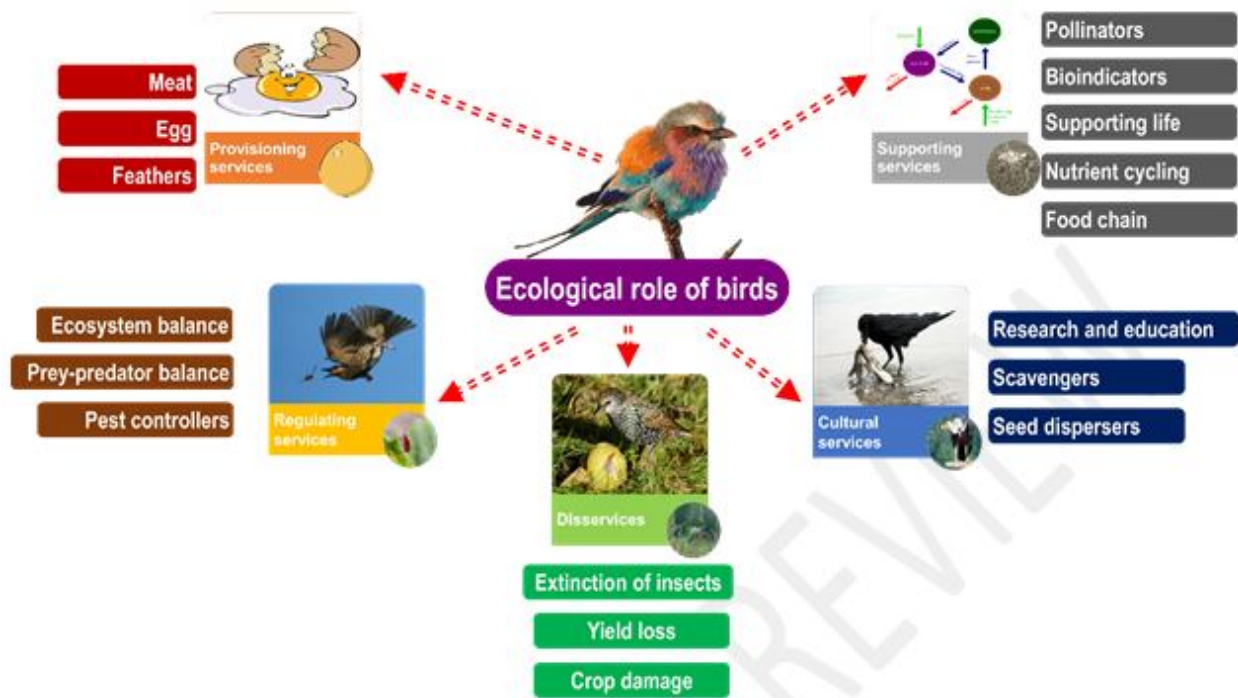 Meat
Egg
Feathers
Provisioning
services
Supporting
services
Pollinators
Bioindicators
Supporting life
Nutrient cycling
Food chain
Ecological role of birds
Ecosystem balance
Prey-predator balance
Pest controllers
Regulating
services
Disservices
Extinction of insects
Yield loss
Crop damage
Cultural
services
Research and education
Scavengers
Seed dispersers
REVIEW